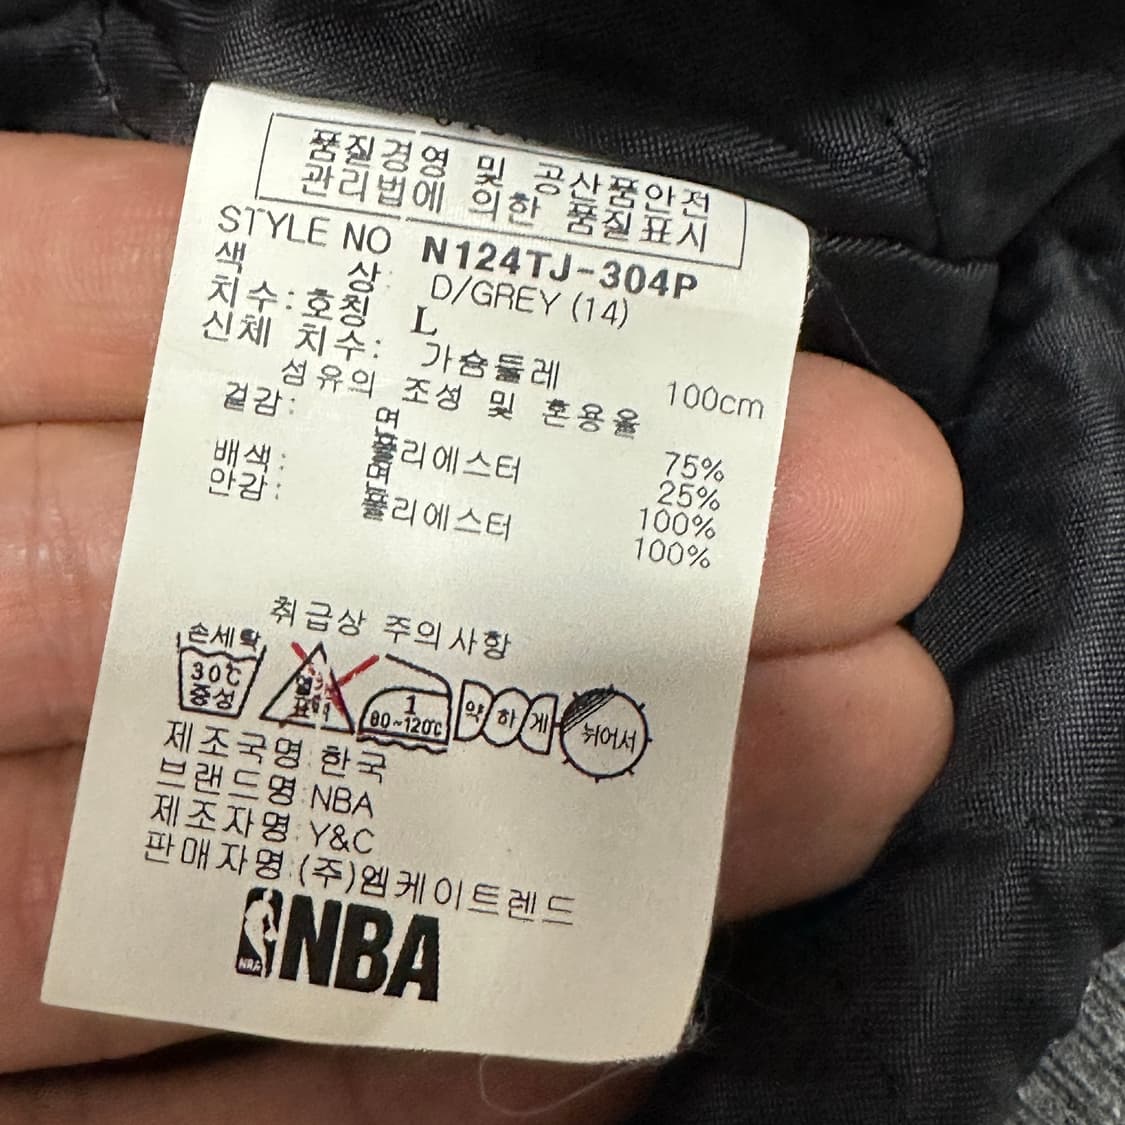 품질경영 및 공산품안전
관리법에 의한 품질표시
STYLE NO N124TJ-304P
색 상: D/GREY (14)
치수:호칭 L
신체 치수: 가슴둘레 100cm
섬유의 조성 및 혼용율
겉감: 면 75%
폴리에스터 25%
배색: 면 100%
안감: 폴리에스터 100%
취급상 주의사항
손세탁
30℃
중성
염소
표백
1
80~120℃
약하게
뉘어서
제조국명:한국
브랜드명:NBA
제조자명:Y&C
판매자명:(주)엠케이트렌드
NBA
NBA